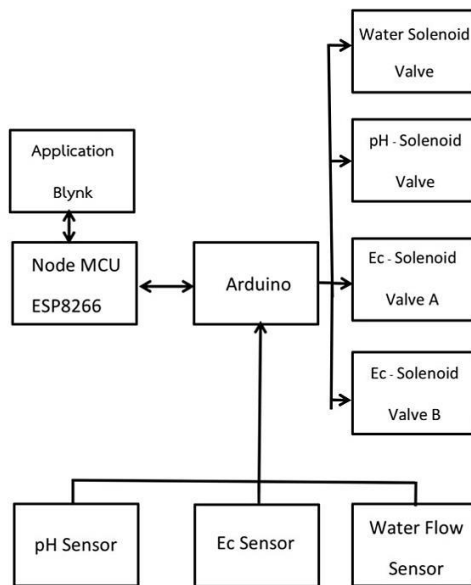 Water Solenoid
Valve
pH - Solenoid
Valve
Application
Blynk
Node MCU
ESP8266
Arduino
Ec - Solenoid
Valve A
Ec - Solenoid
Valve B
pH Sensor
Ec Sensor
Water Flow
Sensor